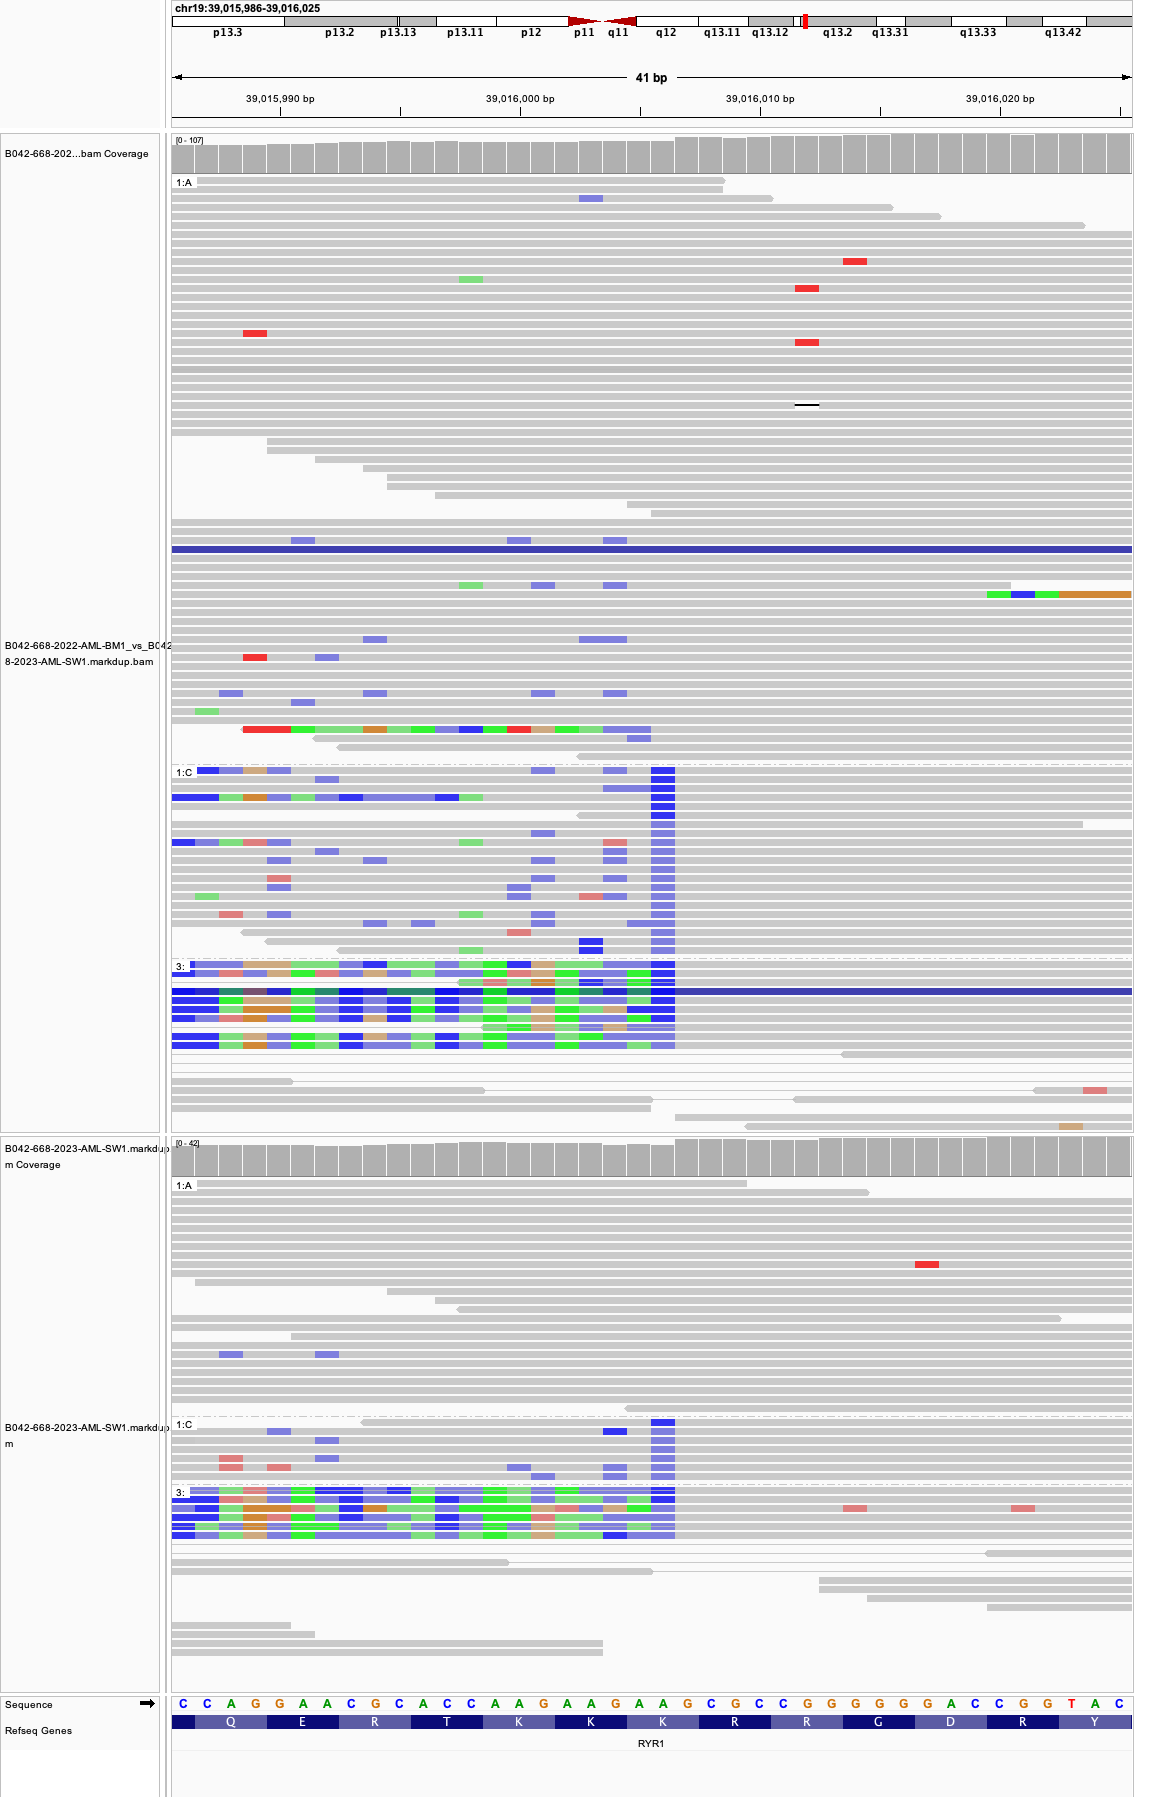 chr19:39,015,986-39,016,025
p13.3 p13.2 p13.13 p13.11 p12 p11 q11 q12 q13.11 q13.12 q13.2 q13.31 q13.33 q13.42
41 bp
39,015,990 bp 39,016,000 bp 39,016,010 bp 39,016,020 bp
[0 - 107]
B042-668-202...bam Coverage
1:A
B042-668-2022-AML-BM1_vs_B042
8-2023-AML-SW1.markdup.bam
1:C
3:
[0 - 42]
B042-668-2023-AML-SW1.markdup
m Coverage
1:A
1:C
B042-668-2023-AML-SW1.markdup
m
3:
Sequence C C A G G A A C G C A C C A A G A A G A A G C G C C G G G G G G A C C G G T A C
Refseq Genes Q E R T K K K R R G D R Y
RYR1